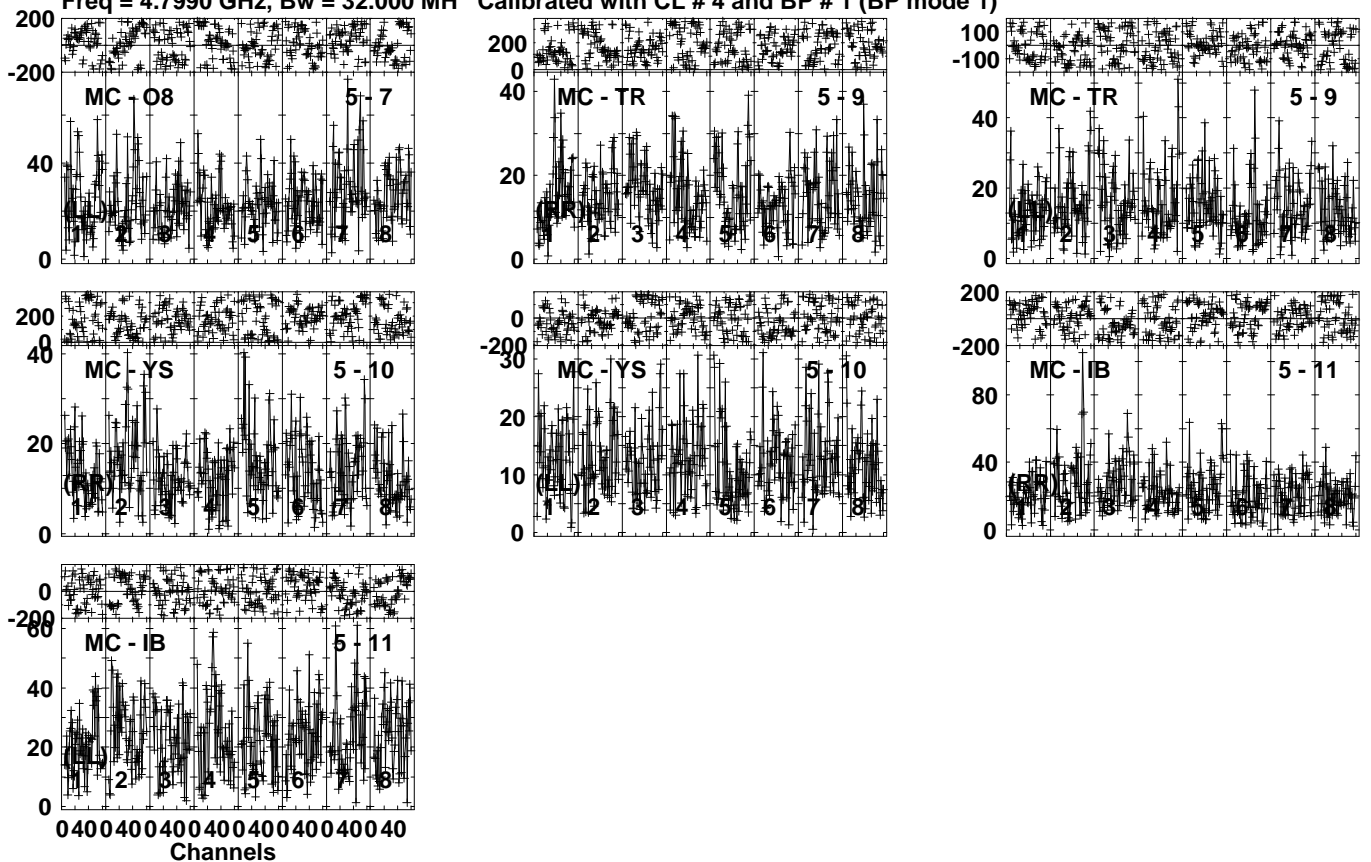 Freq = 4.7990 GHz, Bw = 32.000 MH Calibrated with CL # 4 and BP # 1 (BP mode 1)
200
-200
MC - O8 5 - 7
40
0
(LL)
1 2 3 4 5 6 7 8
200
0
40
MC - TR 5 - 9
20
0
(RR)
1 2 3 4 5 6 7 8
100
-100
MC - TR 5 - 9
40
20
0
(LL)
1 2 3 4 5 6 7 8
200
0
40
MC - YS 5 - 10
20
0
(RR)
1 2 3 4 5 6 7 8
0
-200
30
MC - YS 5 - 10
20
10
0
(LL)
1 2 3 4 5 6 7 8
200
-200
MC - IB 5 - 11
80
40
0
(RR)
1 2 3 4 5 6 7 8
0
-200
60
MC - IB 5 - 11
40
20
0
(LL)
1 2 3 4 5 6 7 8
0 40 0 40 0 40 0 40 0 40 0 40 0 40 0 40
Channels